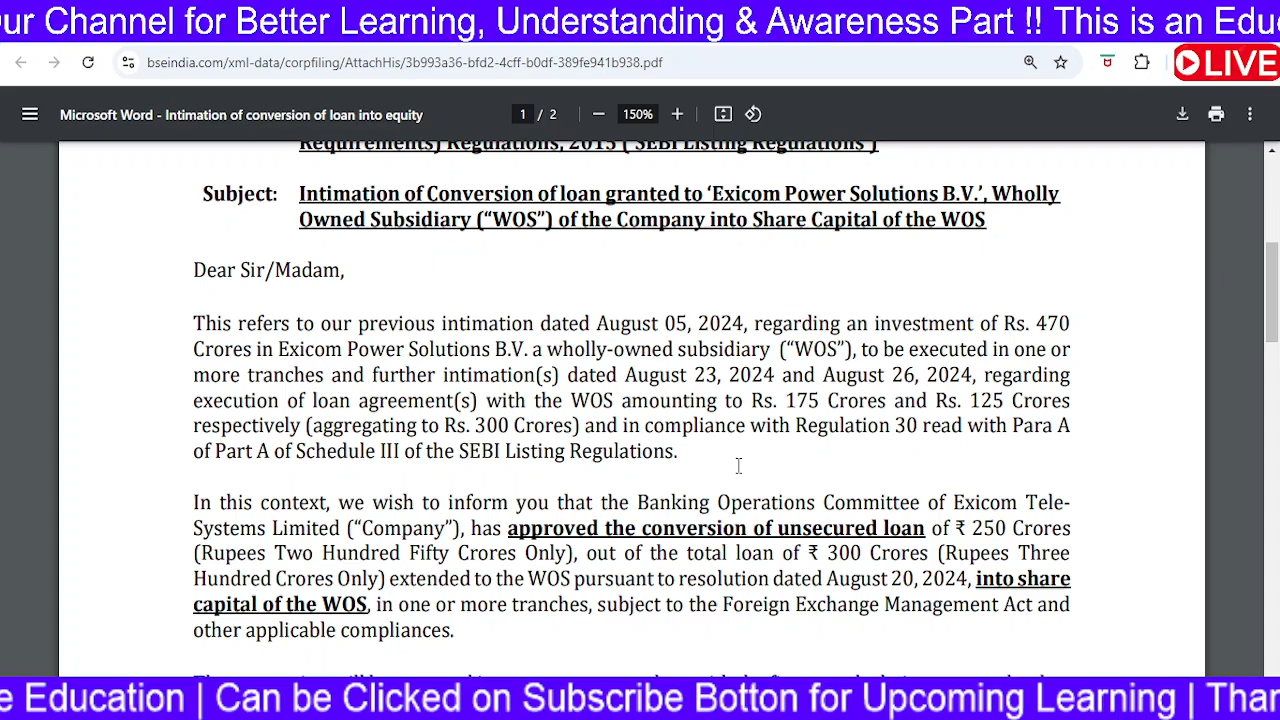 ur Channel for Better Learning, Understanding & Awareness Part !! This is an Edu
bseindia.com/xml-data/corpfiling/AttachHis/3f999a36-bfd2-4cff-b0df-3f9fe941b938.pdf
LIVE
Microsoft Word - Intimation of conversion of loan into equity
1 / 2
150%
Requirements) Regulations, 2015 ( SEBI Listing Regulations )
Subject: Intimation of Conversion of loan granted to ‘Exicom Power Solutions B.V.’, Wholly
Owned Subsidiary (“WOS”) of the Company into Share Capital of the WOS
Dear Sir/Madam,
This refers to our previous intimation dated August 05, 2024, regarding an investment of Rs. 470
Crores in Exicom Power Solutions B.V. a wholly-owned subsidiary (“WOS”), to be executed in one or
more tranches and further intimation(s) dated August 23, 2024 and August 26, 2024, regarding
execution of loan agreement(s) with the WOS amounting to Rs. 175 Crores and Rs. 125 Crores
respectively (aggregating to Rs. 300 Crores) and in compliance with Regulation 30 read with Para A
of Part A of Schedule III of the SEBI Listing Regulations.
In this context, we wish to inform you that the Banking Operations Committee of Exicom Tele-
Systems Limited (“Company”), has approved the conversion of unsecured loan of ₹ 250 Crores
(Rupees Two Hundred Fifty Crores Only), out of the total loan of ₹ 300 Crores (Rupees Three
Hundred Crores Only) extended to the WOS pursuant to resolution dated August 20, 2024, into share
capital of the WOS, in one or more tranches, subject to the Foreign Exchange Management Act and
other applicable compliances.
e Education | Can be Clicked on Subscribe Botton for Upcoming Learning | Than